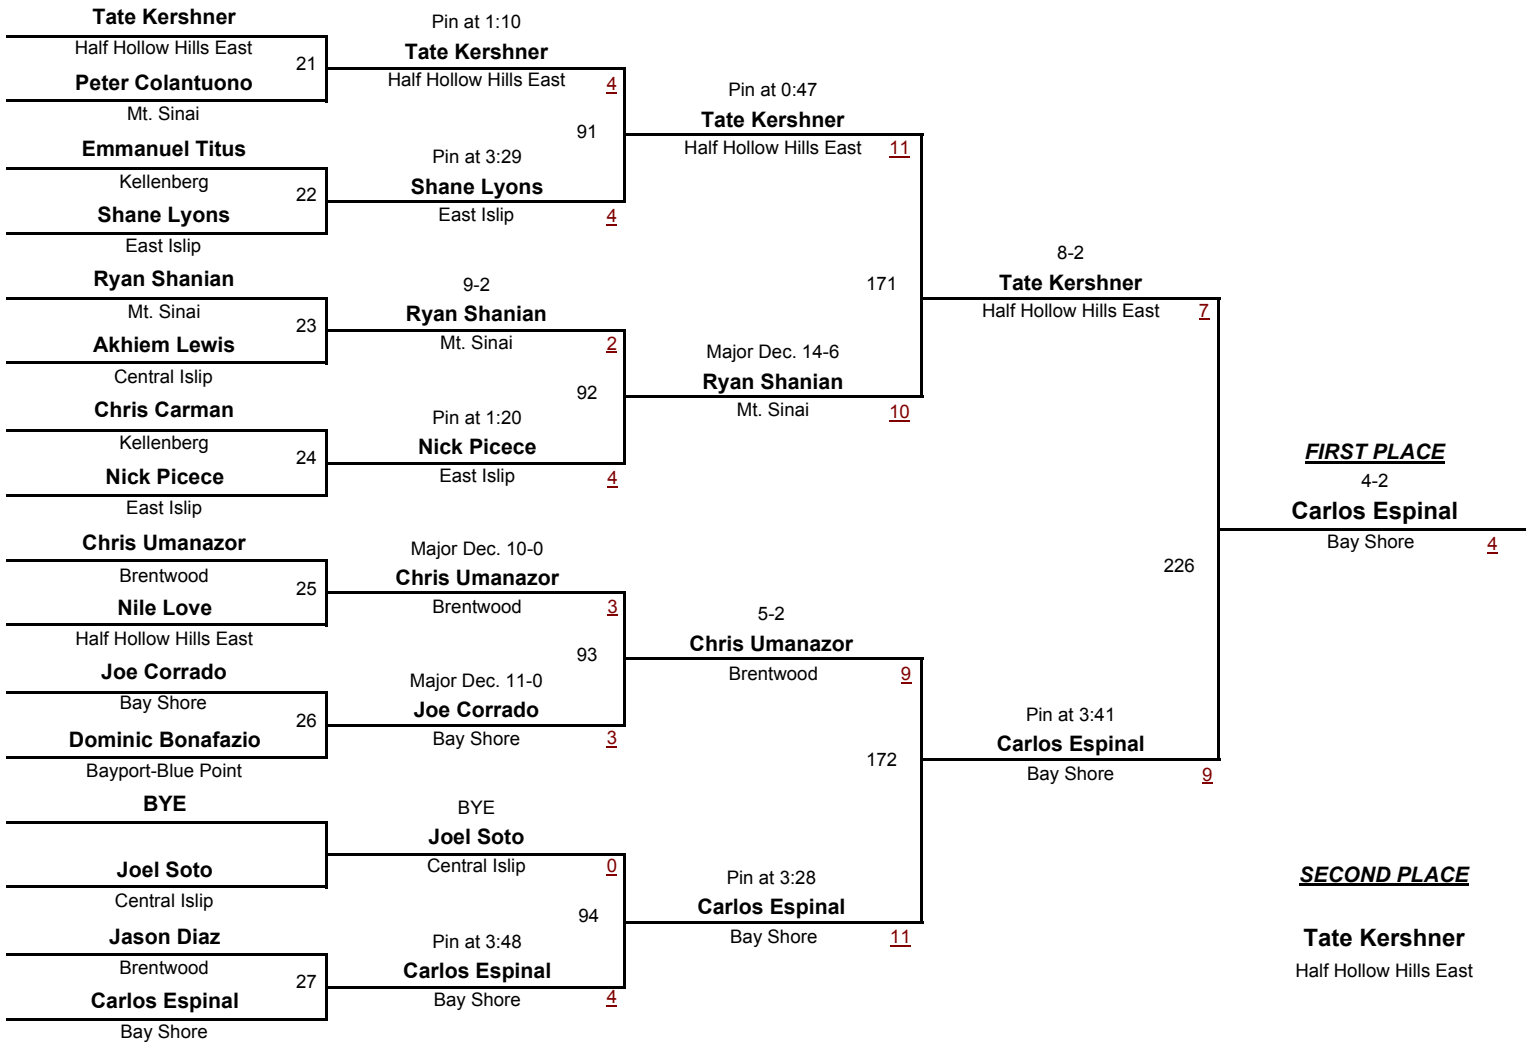 Tate Kershner
Half Hollow Hills East
21
Peter Colantuono
Mt. Sinai
Emmanuel Titus
Kellenberg
22
Shane Lyons
East Islip
Ryan Shanian
Mt. Sinai
23
Akhiem Lewis
Central Islip
Chris Carman
Kellenberg
24
Nick Picece
East Islip
Chris Umanazor
Brentwood
25
Nile Love
Half Hollow Hills East
Joe Corrado
Bay Shore
26
Dominic Bonafazio
Bayport-Blue Point
BYE
Joel Soto
Central Islip
Jason Diaz
Brentwood
27
Carlos Espinal
Bay Shore
Pin at 1:10
Tate Kershner
Half Hollow Hills East 4
91
Pin at 3:29
Shane Lyons
East Islip 4
9-2
Ryan Shanian
Mt. Sinai 2
92
Pin at 1:20
Nick Picece
East Islip 4
Major Dec. 10-0
Chris Umanazor
Brentwood 3
93
Major Dec. 11-0
Joe Corrado
Bay Shore 3
BYE
Joel Soto
Central Islip 0
94
Pin at 3:48
Carlos Espinal
Bay Shore 4
Pin at 0:47
Tate Kershner
Half Hollow Hills East 11
171
Major Dec. 14-6
Ryan Shanian
Mt. Sinai 10
5-2
Chris Umanazor
Brentwood 9
172
Pin at 3:28
Carlos Espinal
Bay Shore 11
8-2
Tate Kershner
Half Hollow Hills East 7
226
Pin at 3:41
Carlos Espinal
Bay Shore 9
FIRST PLACE
4-2
Carlos Espinal
Bay Shore 4
SECOND PLACE
Tate Kershner
Half Hollow Hills East